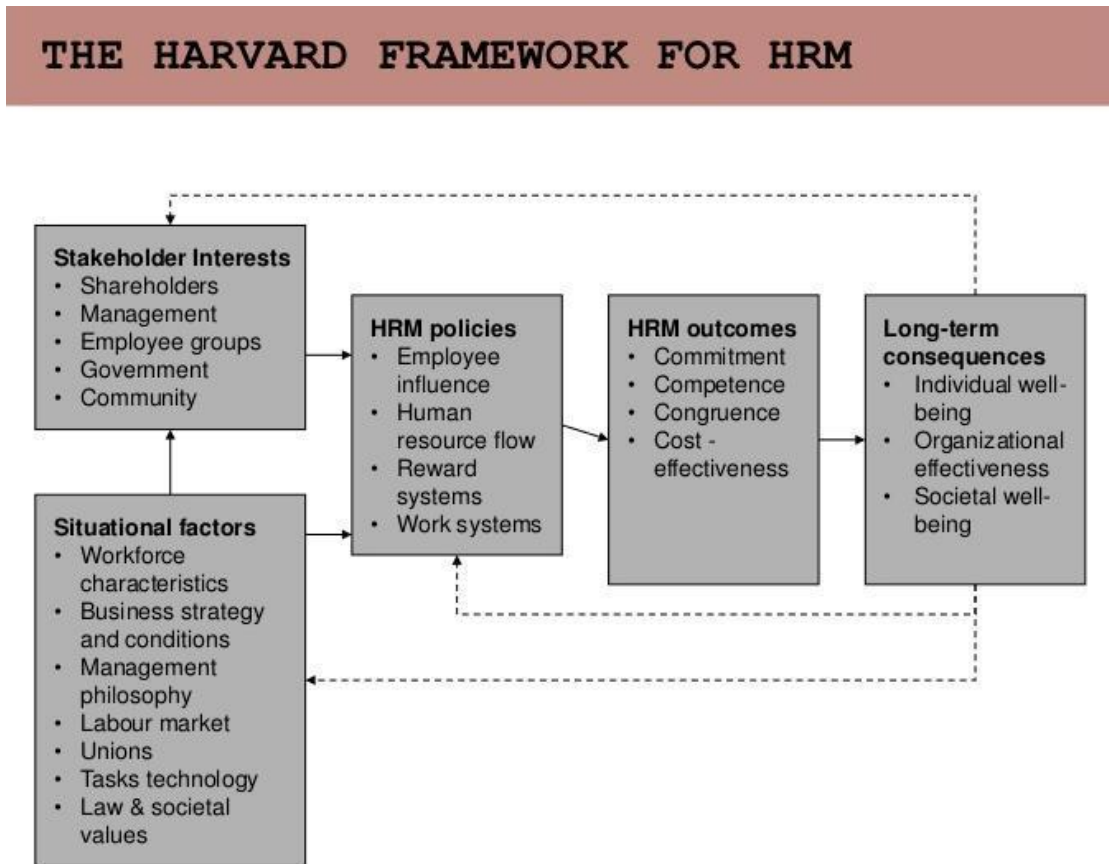 THE HARVARD FRAMEWORK FOR HRM
Stakeholder Interests
• Shareholders
• Management
• Employee groups
• Government
• Community
Situational factors
• Workforce
characteristics
• Business strategy
and conditions
• Management
philosophy
• Labour market
• Unions
• Tasks technology
• Law & societal
values
HRM policies
• Employee
influence
• Human
resource flow
• Reward
systems
• Work systems
HRM outcomes
• Commitment
• Competence
• Congruence
• Cost -
effectiveness
Long-term
consequences
• Individual well-
being
• Organizational
effectiveness
• Societal well-
being